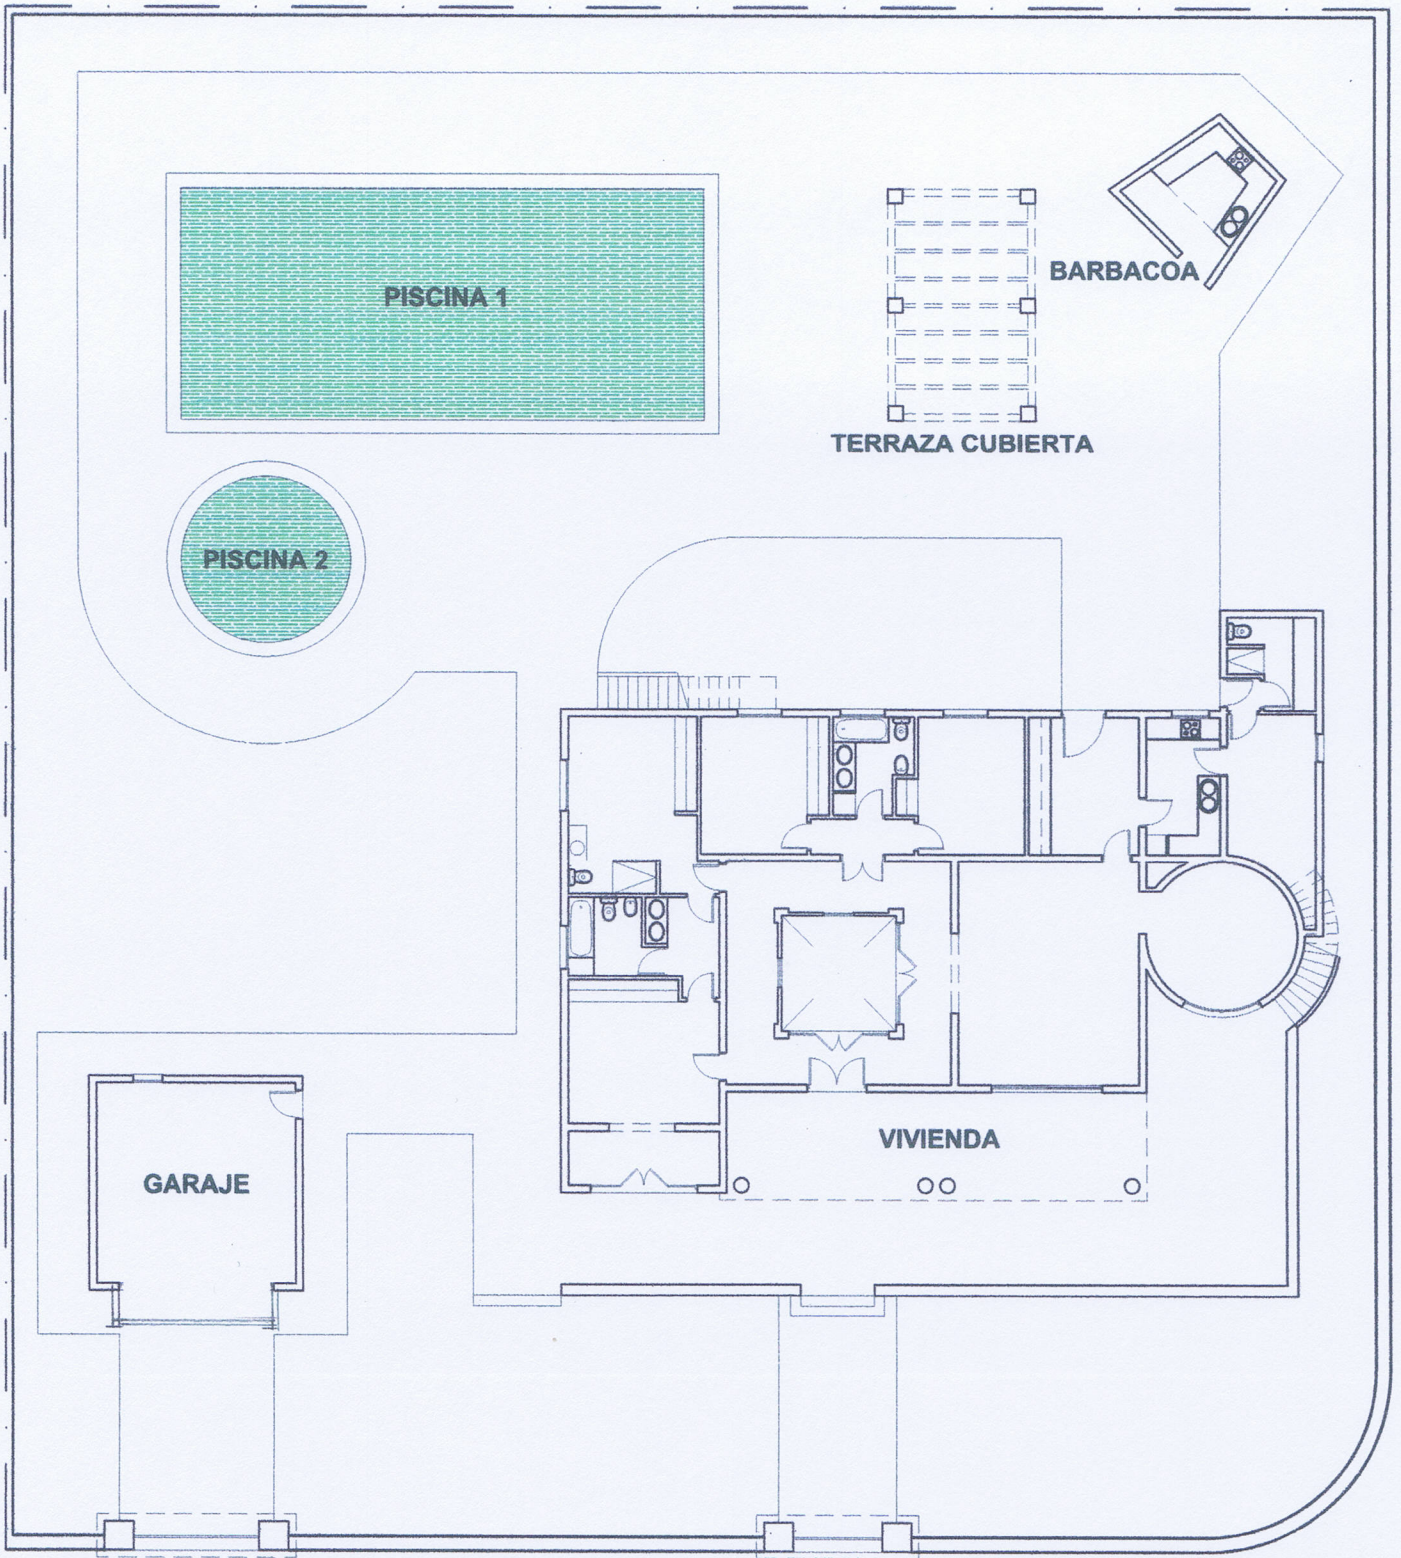 BARBACOA
PISCINA 1
TERRAZA CUBIERTA
PISCINA 2
VIVIENDA
GARAJE